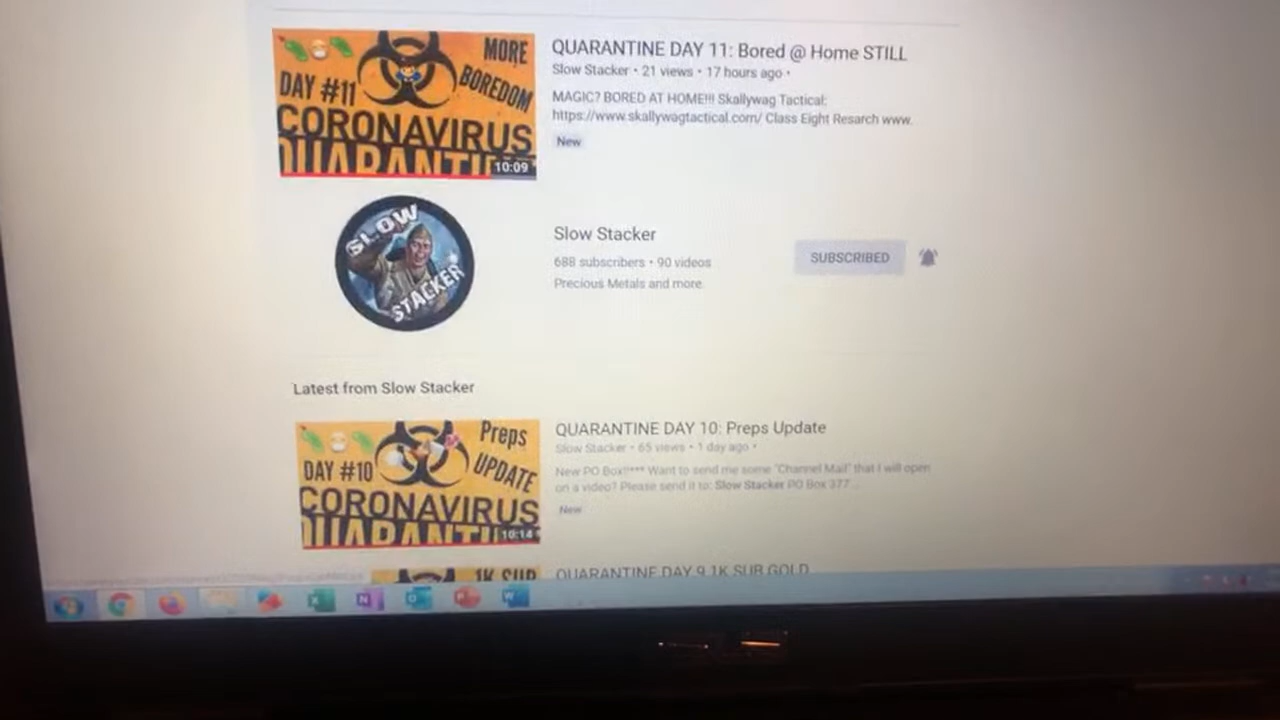 MORE
BOREDOM
DAY #11
CORONAVIRUS
10:09
QUARANTINE DAY 11: Bored @ Home STILL
Slow Stacker • 21 views • 17 hours ago •
MAGIC? BORED AT HOME!!! Skallywag Tactical:
https://www.skallywagtactical.com/ Class Eight Resarch www.
New
SLOW
STACKER
Slow Stacker
688 subscribers • 90 videos
Precious Metals and more.
SUBSCRIBED
Latest from Slow Stacker
Preps
UPDATE
DAY #10
CORONAVIRUS
10:14
QUARANTINE DAY 10: Preps Update
Slow Stacker • 65 views • 1 day ago •
New PO Box!!*** Want to send me some "Channel Mail" that I will open
on a video? Please send it to: Slow Stacker PO Box 377...
New
1K SUB
QUARANTINE DAY 9 1K SUB GOLD